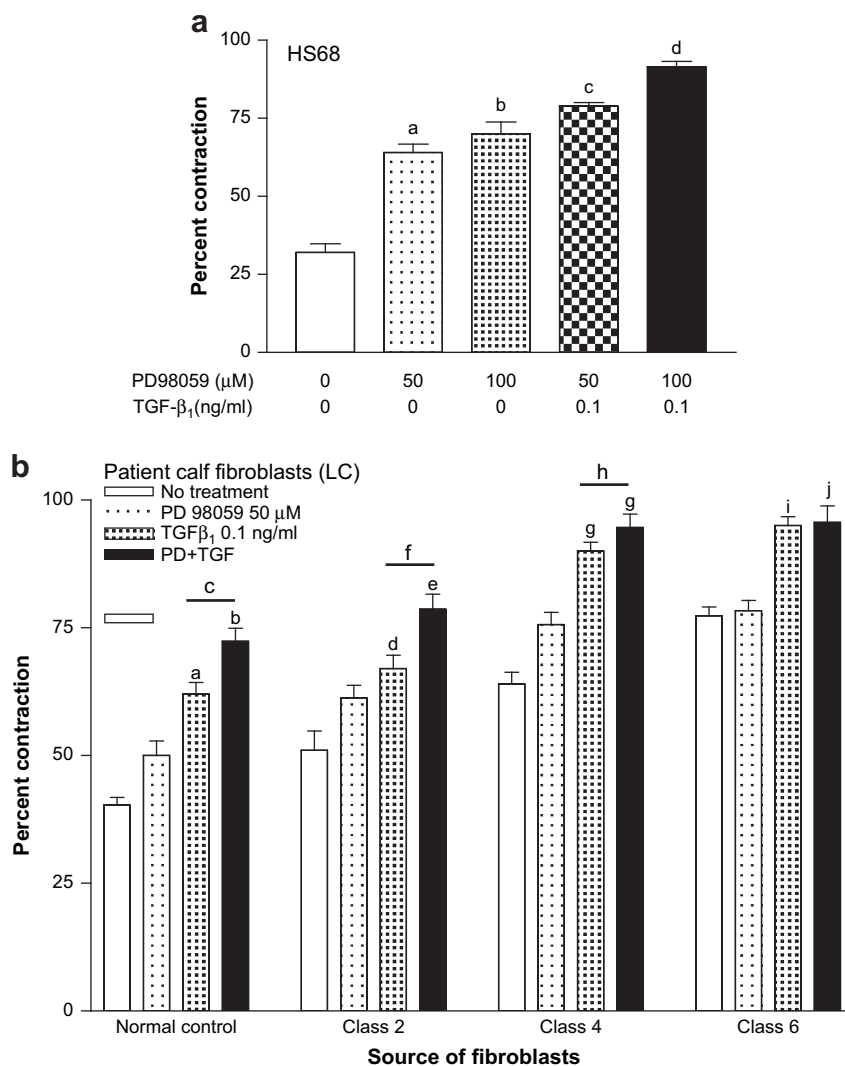 a
HS68
100
75
50
25
0
Percent contraction
a
b
c
d
PD98059 (μM) 0 50 100 50 100
TGF-β₁(ng/ml) 0 0 0 0.1 0.1
b
Patient calf fibroblasts (LC)
No treatment
PD 98059 50 μM
TGFβ₁ 0.1 ng/ml
PD+TGF
100
75
50
25
0
Percent contraction
c
a
b
f
d
e
h
g
g
i
j
Normal control Class 2 Class 4 Class 6
Source of fibroblasts